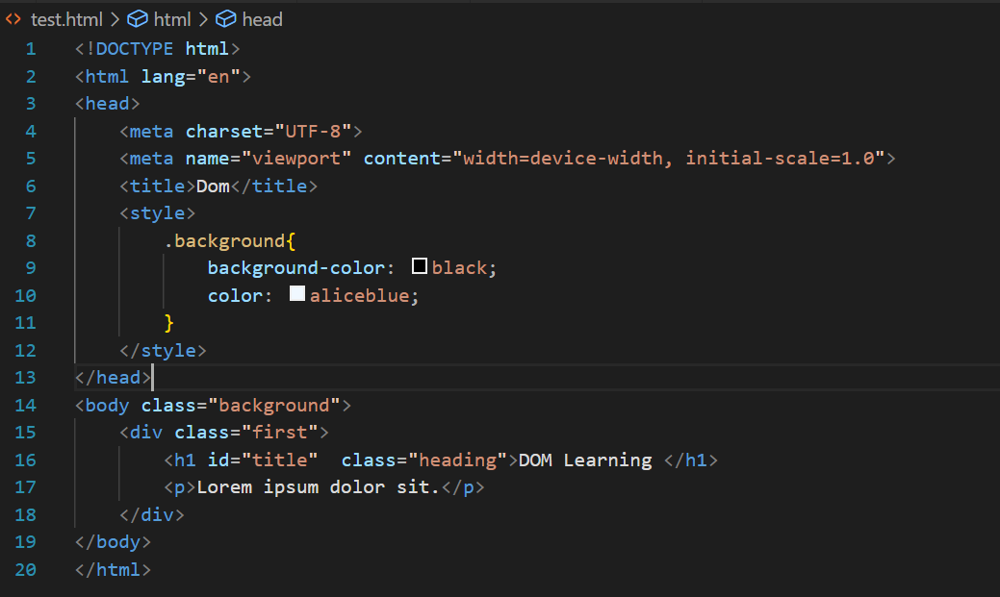 test.html > html > head
1 <!DOCTYPE html>
2 <html lang="en">
3 <head>
4     <meta charset="UTF-8">
5     <meta name="viewport" content="width=device-width, initial-scale=1.0">
6     <title>Dom</title>
7     <style>
8         .background{
9             background-color: black;
10             color: aliceblue;
11         }
12     </style>
13 </head>
14 <body class="background">
15     <div class="first">
16         <h1 id="title"  class="heading">DOM Learning </h1>
17         <p>Lorem ipsum dolor sit.</p>
18     </div>
19 </body>
20 </html>